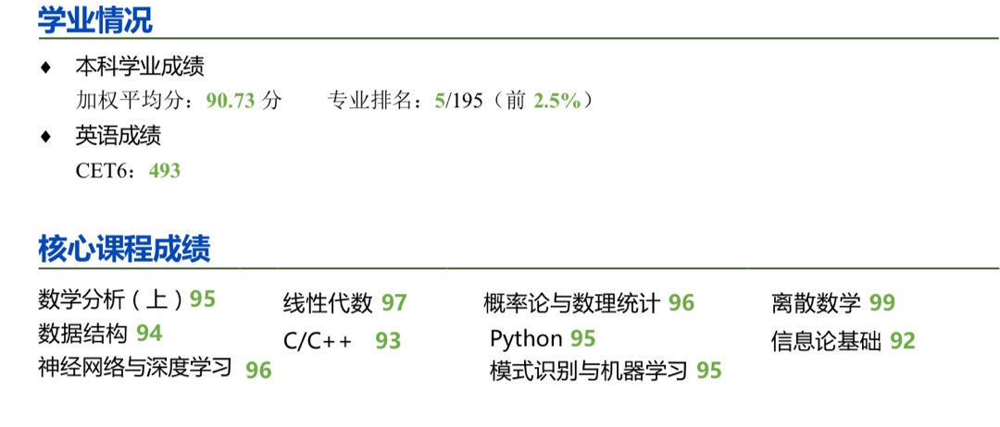 学业情况
♦ 本科学业成绩
加权平均分：90.73 分 专业排名：5/195（前 2.5%）
♦ 英语成绩
CET6：493
核心课程成绩
数学分析（上）95 线性代数 97 概率论与数理统计 96 离散数学 99
数据结构 94 C/C++ 93 Python 95 信息论基础 92
神经网络与深度学习 96 模式识别与机器学习 95